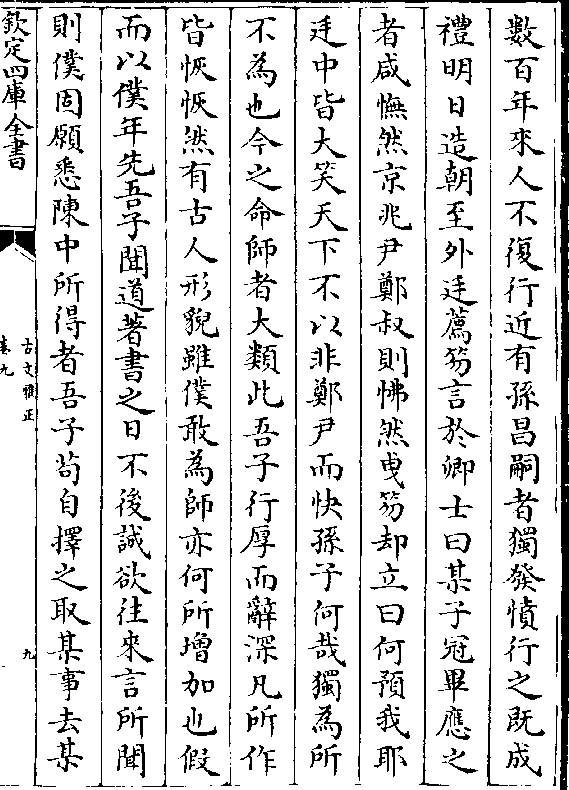 數百年來人不復行近有孫昌嗣者獨發憤行之既成
禮明日造朝至外廷薦笏言於卿士曰某子冠畢應之
者咸憮然京兆尹鄭叔則怫然曳笏却立曰何預我耶
廷中皆大笑天下不以非鄭尹而快孫子何哉獨為所
不為也今之命師者大類此吾子行厚而辭深凡所作
皆恢恢然有古人形貌雖僕敢為師亦何所增加也假
而以僕年先吾子聞道著書之日不後誠欲往來言所聞
則僕固願悉陳中所得者吾子苟自擇之取某事去某
欽定四庫全書
古文雅正
卷九
九